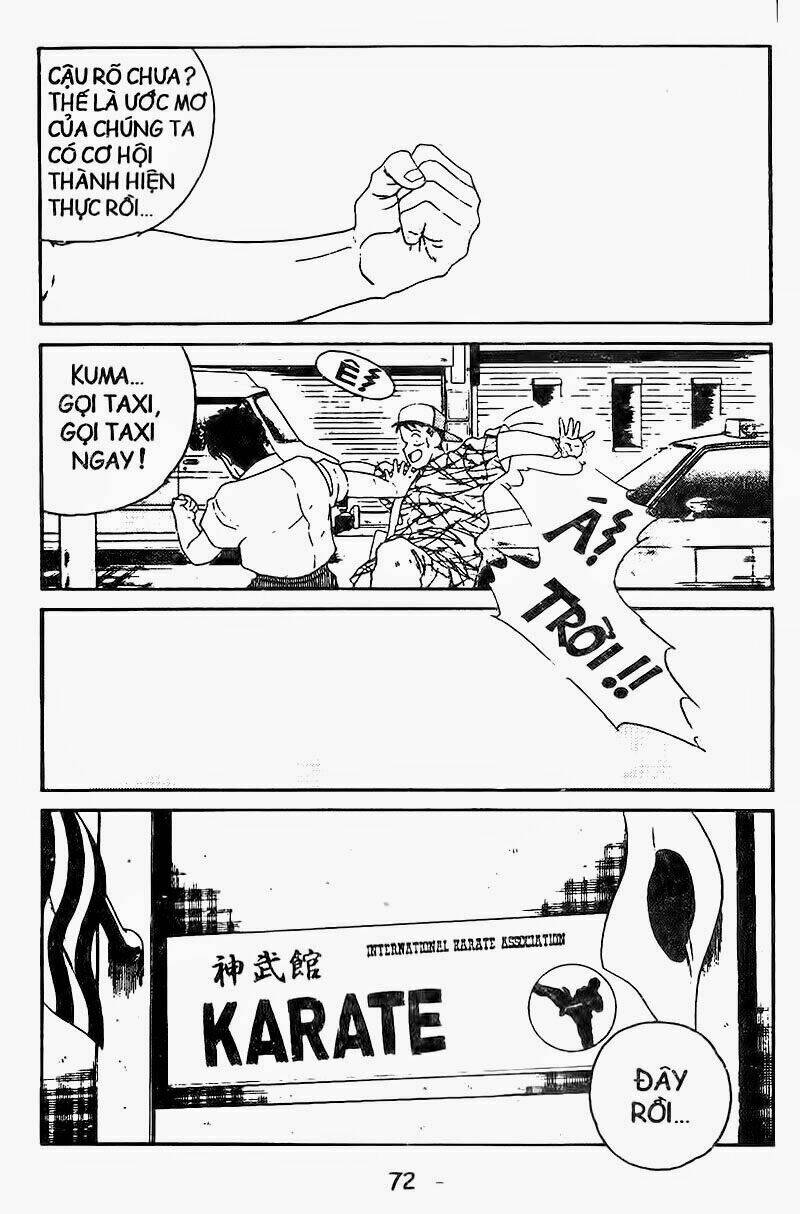 CẬU RÕ CHƯA?
THẾ LÀ ƯỚC MƠ
CỦA CHÚNG TA
CÓ CƠ HỘI
THÀNH HIỆN
THỰC RỒI...
KUMA...
GỌI TAXI,
GỌI TAXI
NGAY!
Ê!
Á!
TRỜI!!
INTERNATIONAL KARATE ASSOCIATION
神武館
KARATE
ĐÂY
RỒI...
72 -